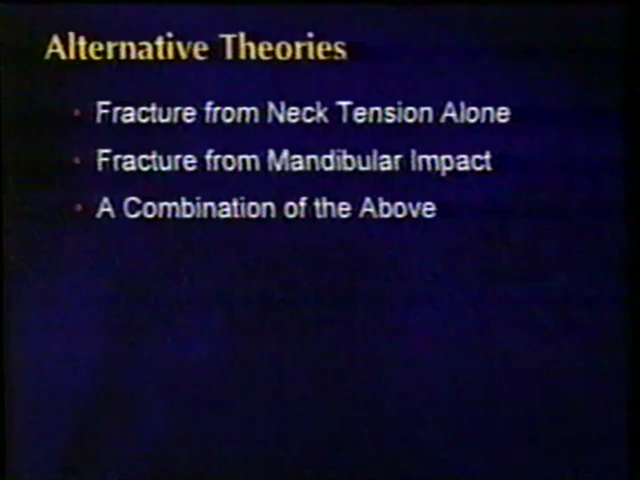 Alternative Theories
· Fracture from Neck Tension Alone
· Fracture from Mandibular Impact
· A Combination of the Above